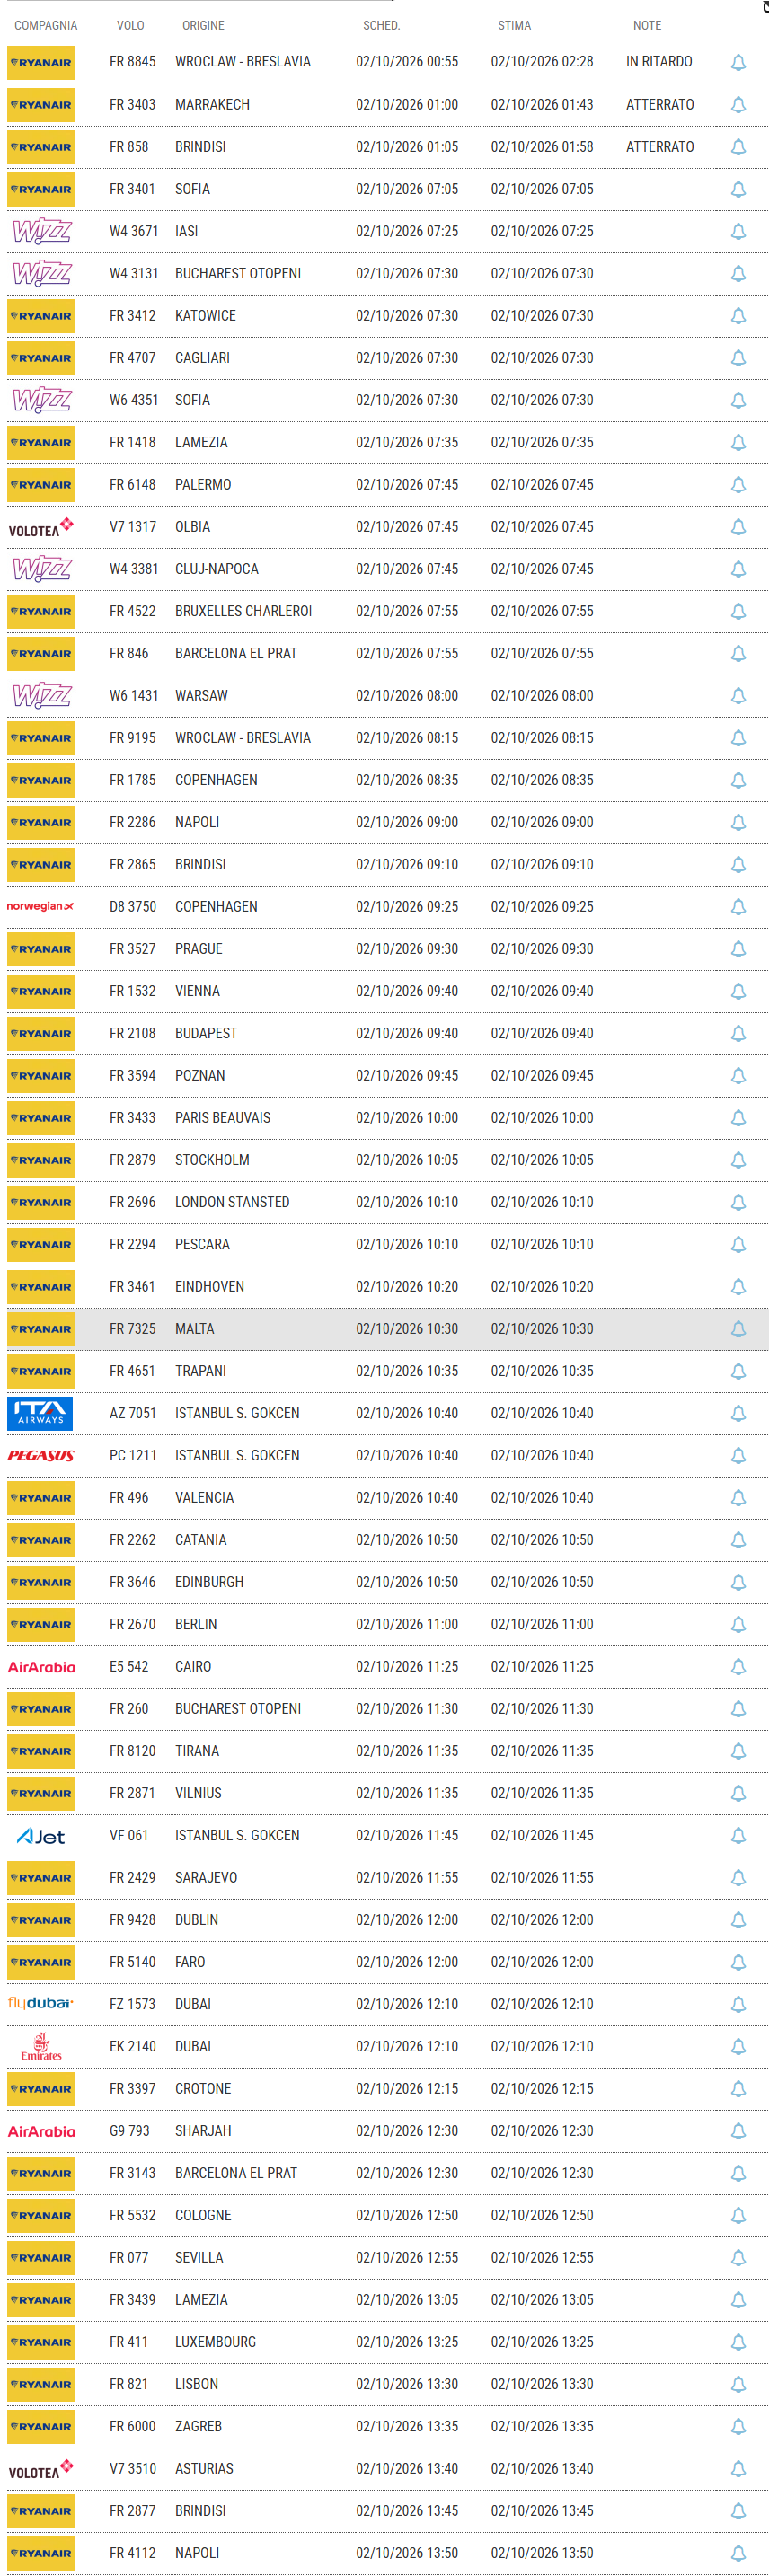 COMPAGNIA VOLO ORIGINE SCHED. STIMA NOTE
RYANAIR FR 8845 WROCLAW - BRESLAVIA 02/10/2026 00:55 02/10/2026 02:28 IN RITARDO
RYANAIR FR 3403 MARRAKECH 02/10/2026 01:00 02/10/2026 01:43 ATTERRATO
RYANAIR FR 858 BRINDISI 02/10/2026 01:05 02/10/2026 01:58 ATTERRATO
RYANAIR FR 3401 SOFIA 02/10/2026 07:05 02/10/2026 07:05
WIZZ W4 3671 IASI 02/10/2026 07:25 02/10/2026 07:25
WIZZ W4 3131 BUCHAREST OTOPENI 02/10/2026 07:30 02/10/2026 07:30
RYANAIR FR 3412 KATOWICE 02/10/2026 07:30 02/10/2026 07:30
RYANAIR FR 4707 CAGLIARI 02/10/2026 07:30 02/10/2026 07:30
WIZZ W6 4351 SOFIA 02/10/2026 07:30 02/10/2026 07:30
RYANAIR FR 1418 LAMEZIA 02/10/2026 07:35 02/10/2026 07:35
RYANAIR FR 6148 PALERMO 02/10/2026 07:45 02/10/2026 07:45
VOLOTEA V7 1317 OLBIA 02/10/2026 07:45 02/10/2026 07:45
WIZZ W4 3381 CLUJ-NAPOCA 02/10/2026 07:45 02/10/2026 07:45
RYANAIR FR 4522 BRUXELLES CHARLEROI 02/10/2026 07:55 02/10/2026 07:55
RYANAIR FR 846 BARCELONA EL PRAT 02/10/2026 07:55 02/10/2026 07:55
WIZZ W6 1431 WARSAW 02/10/2026 08:00 02/10/2026 08:00
RYANAIR FR 9195 WROCLAW - BRESLAVIA 02/10/2026 08:15 02/10/2026 08:15
RYANAIR FR 1785 COPENHAGEN 02/10/2026 08:35 02/10/2026 08:35
RYANAIR FR 2286 NAPOLI 02/10/2026 09:00 02/10/2026 09:00
RYANAIR FR 2865 BRINDISI 02/10/2026 09:10 02/10/2026 09:10
norwegian D8 3750 COPENHAGEN 02/10/2026 09:25 02/10/2026 09:25
RYANAIR FR 3527 PRAGUE 02/10/2026 09:30 02/10/2026 09:30
RYANAIR FR 1532 VIENNA 02/10/2026 09:40 02/10/2026 09:40
RYANAIR FR 2108 BUDAPEST 02/10/2026 09:40 02/10/2026 09:40
RYANAIR FR 3594 POZNAN 02/10/2026 09:45 02/10/2026 09:45
RYANAIR FR 3433 PARIS BEAUVAIS 02/10/2026 10:00 02/10/2026 10:00
RYANAIR FR 2879 STOCKHOLM 02/10/2026 10:05 02/10/2026 10:05
RYANAIR FR 2696 LONDON STANSTED 02/10/2026 10:10 02/10/2026 10:10
RYANAIR FR 2294 PESCARA 02/10/2026 10:10 02/10/2026 10:10
RYANAIR FR 3461 EINDHOVEN 02/10/2026 10:20 02/10/2026 10:20
RYANAIR FR 7325 MALTA 02/10/2026 10:30 02/10/2026 10:30
RYANAIR FR 4651 TRAPANI 02/10/2026 10:35 02/10/2026 10:35
ITA AIRWAYS AZ 7051 ISTANBUL S. GOKCEN 02/10/2026 10:40 02/10/2026 10:40
PEGASUS PC 1211 ISTANBUL S. GOKCEN 02/10/2026 10:40 02/10/2026 10:40
RYANAIR FR 496 VALENCIA 02/10/2026 10:40 02/10/2026 10:40
RYANAIR FR 2262 CATANIA 02/10/2026 10:50 02/10/2026 10:50
RYANAIR FR 3646 EDINBURGH 02/10/2026 10:50 02/10/2026 10:50
RYANAIR FR 2670 BERLIN 02/10/2026 11:00 02/10/2026 11:00
AirArabia E5 542 CAIRO 02/10/2026 11:25 02/10/2026 11:25
RYANAIR FR 260 BUCHAREST OTOPENI 02/10/2026 11:30 02/10/2026 11:30
RYANAIR FR 8120 TIRANA 02/10/2026 11:35 02/10/2026 11:35
RYANAIR FR 2871 VILNIUS 02/10/2026 11:35 02/10/2026 11:35
AJet VF 061 ISTANBUL S. GOKCEN 02/10/2026 11:45 02/10/2026 11:45
RYANAIR FR 2429 SARAJEVO 02/10/2026 11:55 02/10/2026 11:55
RYANAIR FR 9428 DUBLIN 02/10/2026 12:00 02/10/2026 12:00
RYANAIR FR 5140 FARO 02/10/2026 12:00 02/10/2026 12:00
flydubai FZ 1573 DUBAI 02/10/2026 12:10 02/10/2026 12:10
Emirates EK 2140 DUBAI 02/10/2026 12:10 02/10/2026 12:10
RYANAIR FR 3397 CROTONE 02/10/2026 12:15 02/10/2026 12:15
AirArabia G9 793 SHARJAH 02/10/2026 12:30 02/10/2026 12:30
RYANAIR FR 3143 BARCELONA EL PRAT 02/10/2026 12:30 02/10/2026 12:30
RYANAIR FR 5532 COLOGNE 02/10/2026 12:50 02/10/2026 12:50
RYANAIR FR 077 SEVILLA 02/10/2026 12:55 02/10/2026 12:55
RYANAIR FR 3439 LAMEZIA 02/10/2026 13:05 02/10/2026 13:05
RYANAIR FR 411 LUXEMBOURG 02/10/2026 13:25 02/10/2026 13:25
RYANAIR FR 821 LISBON 02/10/2026 13:30 02/10/2026 13:30
RYANAIR FR 6000 ZAGREB 02/10/2026 13:35 02/10/2026 13:35
VOLOTEA V7 3510 ASTURIAS 02/10/2026 13:40 02/10/2026 13:40
RYANAIR FR 2877 BRINDISI 02/10/2026 13:45 02/10/2026 13:45
RYANAIR FR 4112 NAPOLI 02/10/2026 13:50 02/10/2026 13:50